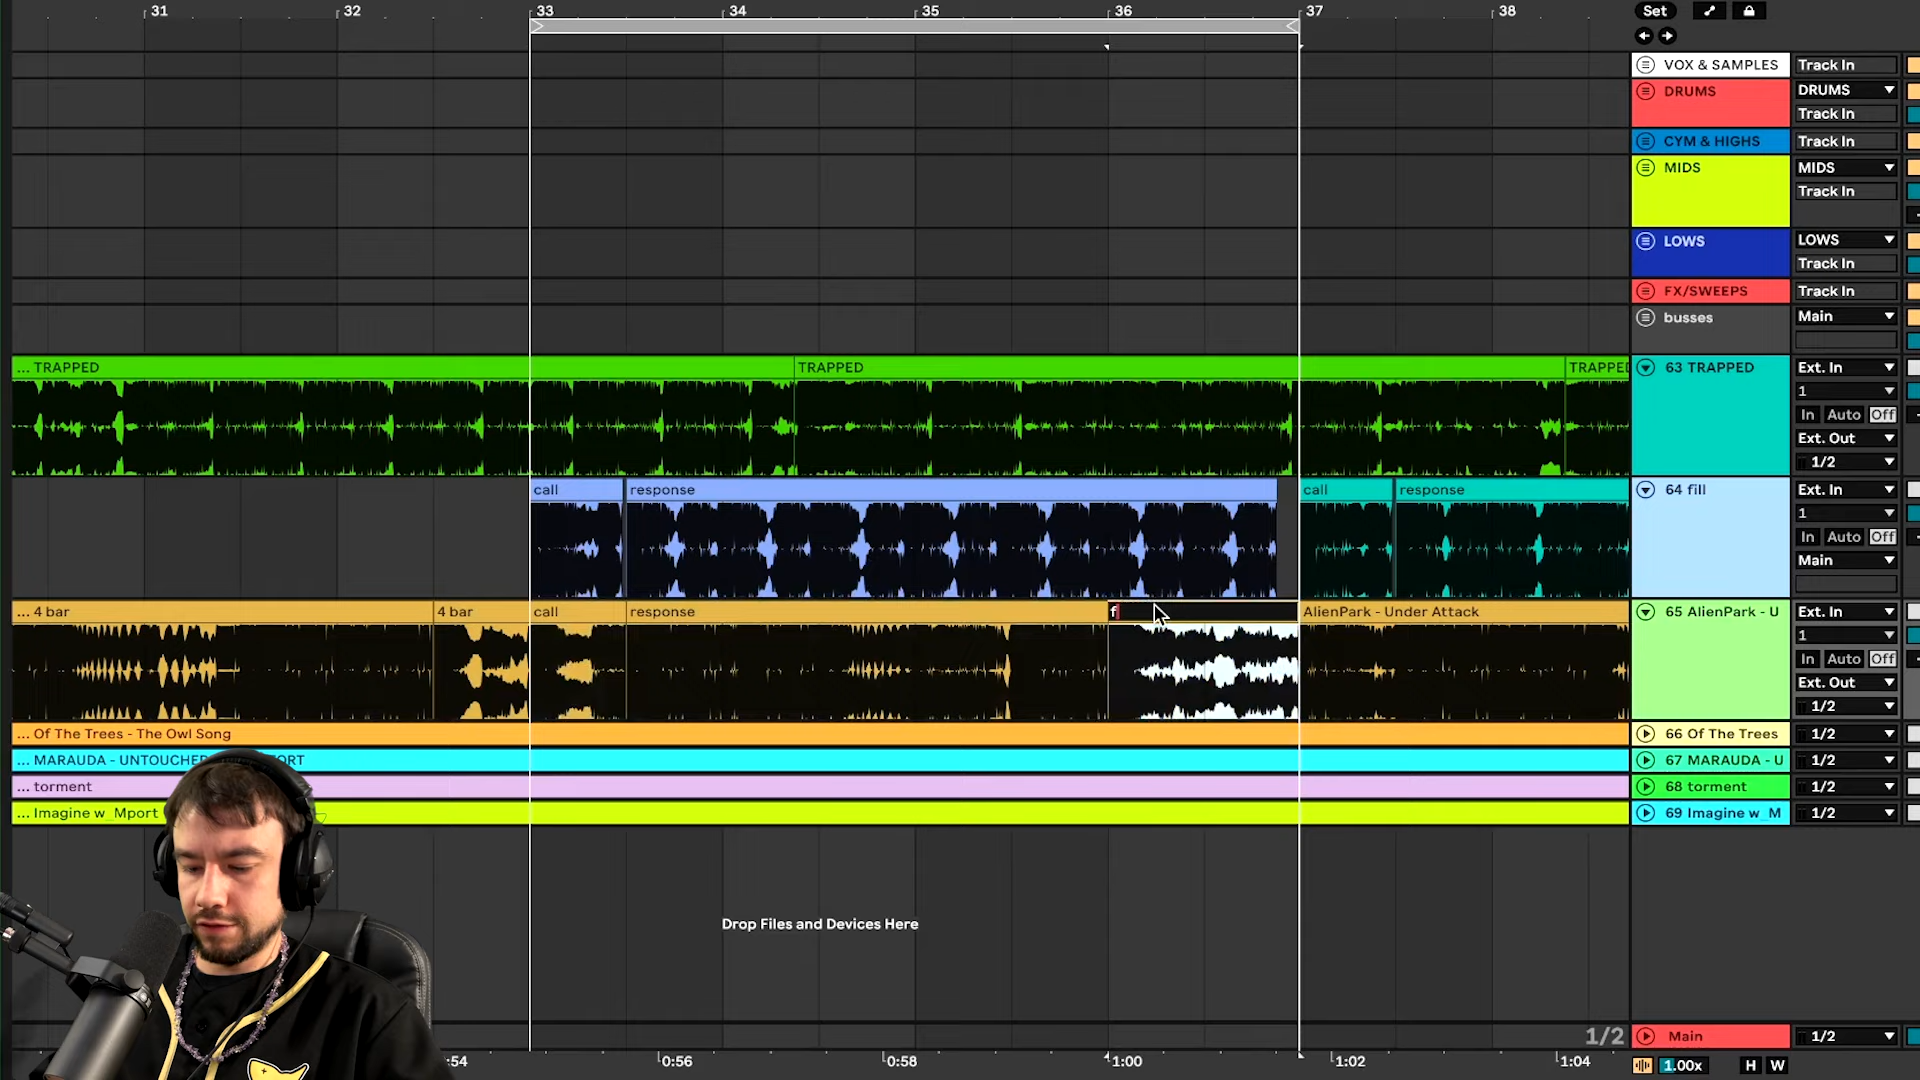 31 32 33 34 35 36 37 38 Set
VOX & SAMPLES Track In
DRUMS DRUMS
Track In
CYM & HIGHS Track In
MIDS MIDS
Track In
LOWS LOWS
Track In
FX/SWEEPS Track In
busses Main
... TRAPPED TRAPPED TRAPPED 63 TRAPPED Ext. In
1
In Auto Off
Ext. Out
1/2
call response call response 64 fill Ext. In
1
In Auto Off
Main
... 4 bar 4 bar call response f AlienPark - Under Attack 65 AlienPark - U Ext. In
1
In Auto Off
Ext. Out
1/2
... Of The Trees - The Owl Song 66 Of The Trees 1/2
... MARAUDA - UNTOUCHE ORT 67 MARAUDA - U 1/2
... torment 68 torment 1/2
... Imagine w_Mport 69 Imagine w_M 1/2
Drop Files and Devices Here
1/2 Main 1/2
:54 0:56 0:58 1:00 1:02 1:04 1.00x H W